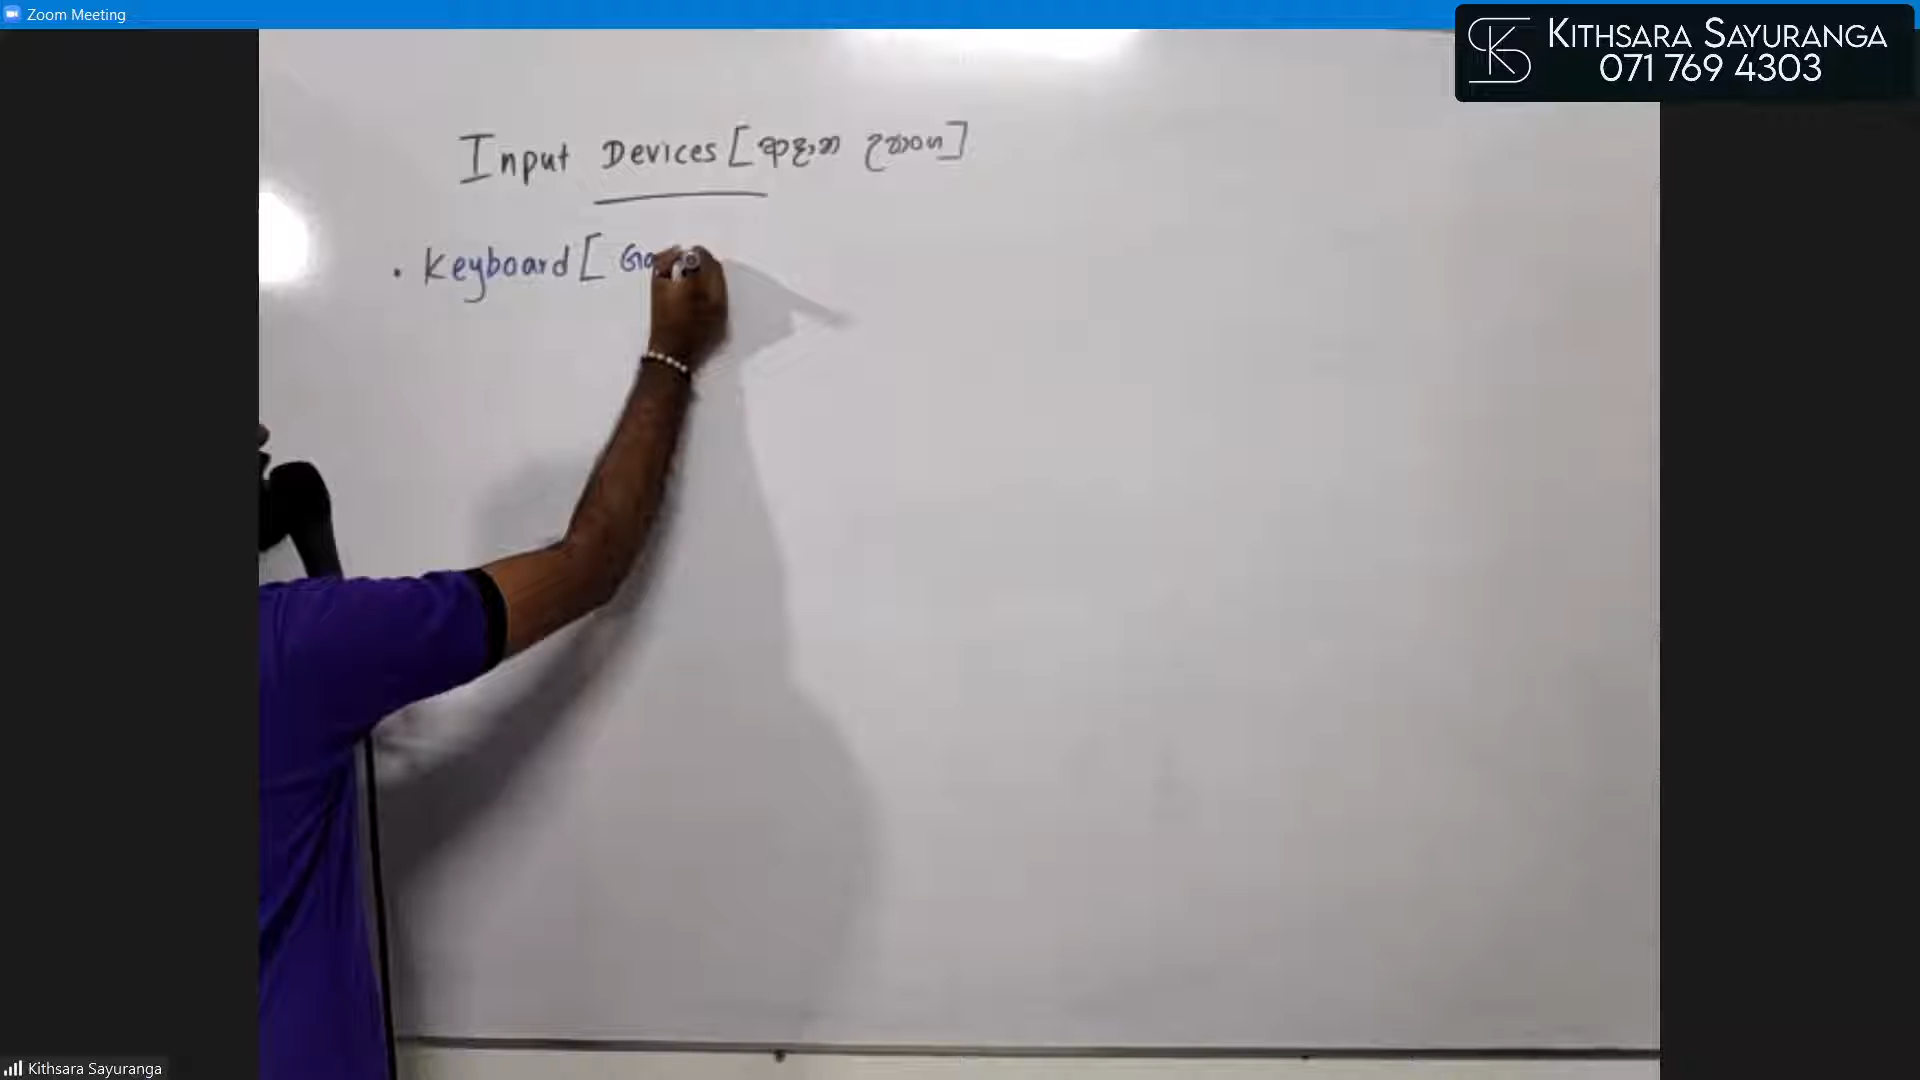 Zoom Meeting
KITHSARA SAYURANGA
071 769 4303
Input Devices [ආදාන උපාංග]
• Keyboard [
Kithsara Sayuranga